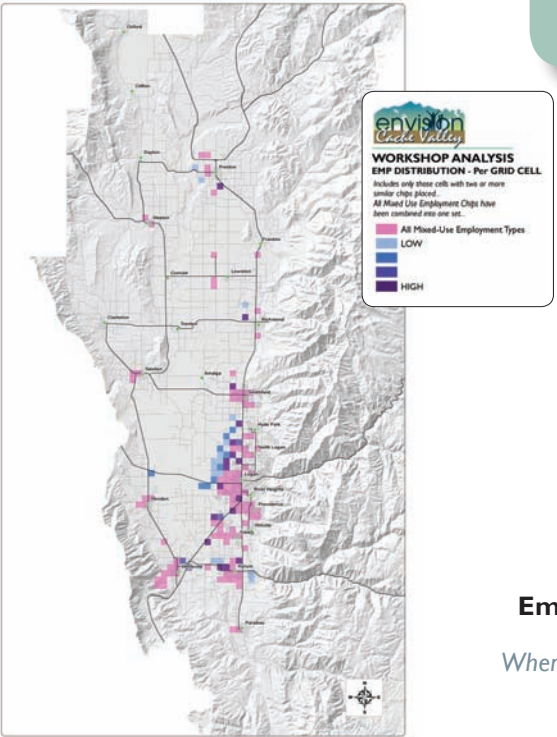 Oxford
Clifton
Dayton
Preston
Weston
Franklin
Cornish
Lewiston
Clarkston
Trenton
Richmond
Newton
Amalga
Smithfield
Hyde Park
North Logan
Logan
River Heights
Providence
Mendon
Millville
Nibley
Wellsville
Hyrum
Paradise
envision
Cache Valley
WORKSHOP ANALYSIS
EMP DISTRIBUTION - Per GRID CELL
Includes only those cells with two or more
similar chips placed..
All Mixed Use Employment Chips have
been combined into one set..
All Mixed-Use Employment Types
LOW
HIGH
N
Em
Wher